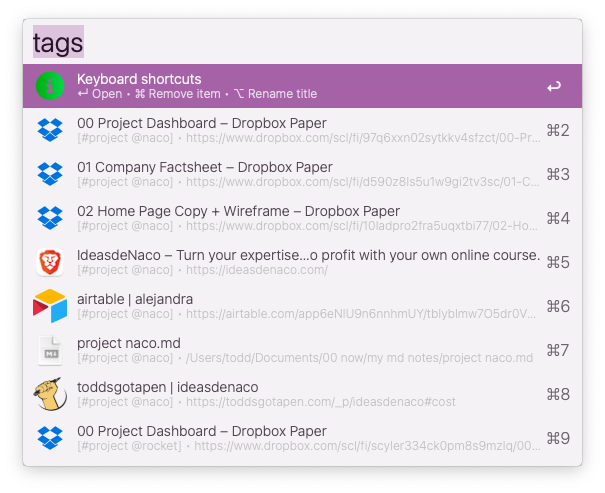 tags
Keyboard shortcuts
↵ Open • ⌘ Remove item • ⌥ Rename title
00 Project Dashboard – Dropbox Paper ⌘2
[#project @naco] • https://www.dropbox.com/scl/fi/97q6xxn02sytkkv4sfzct/00-Pr...
01 Company Factsheet – Dropbox Paper ⌘3
[#project @naco] • https://www.dropbox.com/scl/fi/d590z8ls5u1w9gi2tv3sc/01-C...
02 Home Page Copy + Wireframe – Dropbox Paper ⌘4
[#project @naco] • https://www.dropbox.com/scl/fi/10ladpro2fra5uqxtbi77/02-Ho...
IdeasdeNaco – Turn your expertise...o profit with your own online course. ⌘5
[#project @naco] • https://ideasdenaco.com/
airtable | alejandra ⌘6
[#project @naco] • https://airtable.com/app6eNlU9n6nnhmUY/tblyblmw7O5dr0V...
project naco.md ⌘7
[#project @naco] • /Users/todd/Documents/00 now/my md notes/project naco.md
toddsgotapen | ideasdenaco ⌘8
[#project @naco] • https://toddsgotapen.com/_p/ideasdenaco#cost
00 Project Dashboard – Dropbox Paper ⌘9
[#project @rocket] • https://www.dropbox.com/scl/fi/scyler334ck0pm8s9mzlq/00...